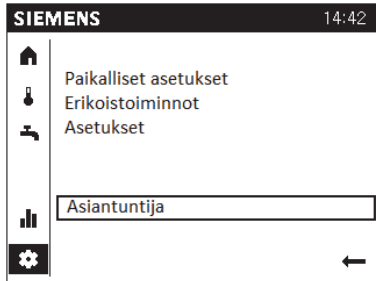 SIEMENS 14:42
Paikalliset asetukset
Erikoistoiminnot
Asetukset
Asiantuntija